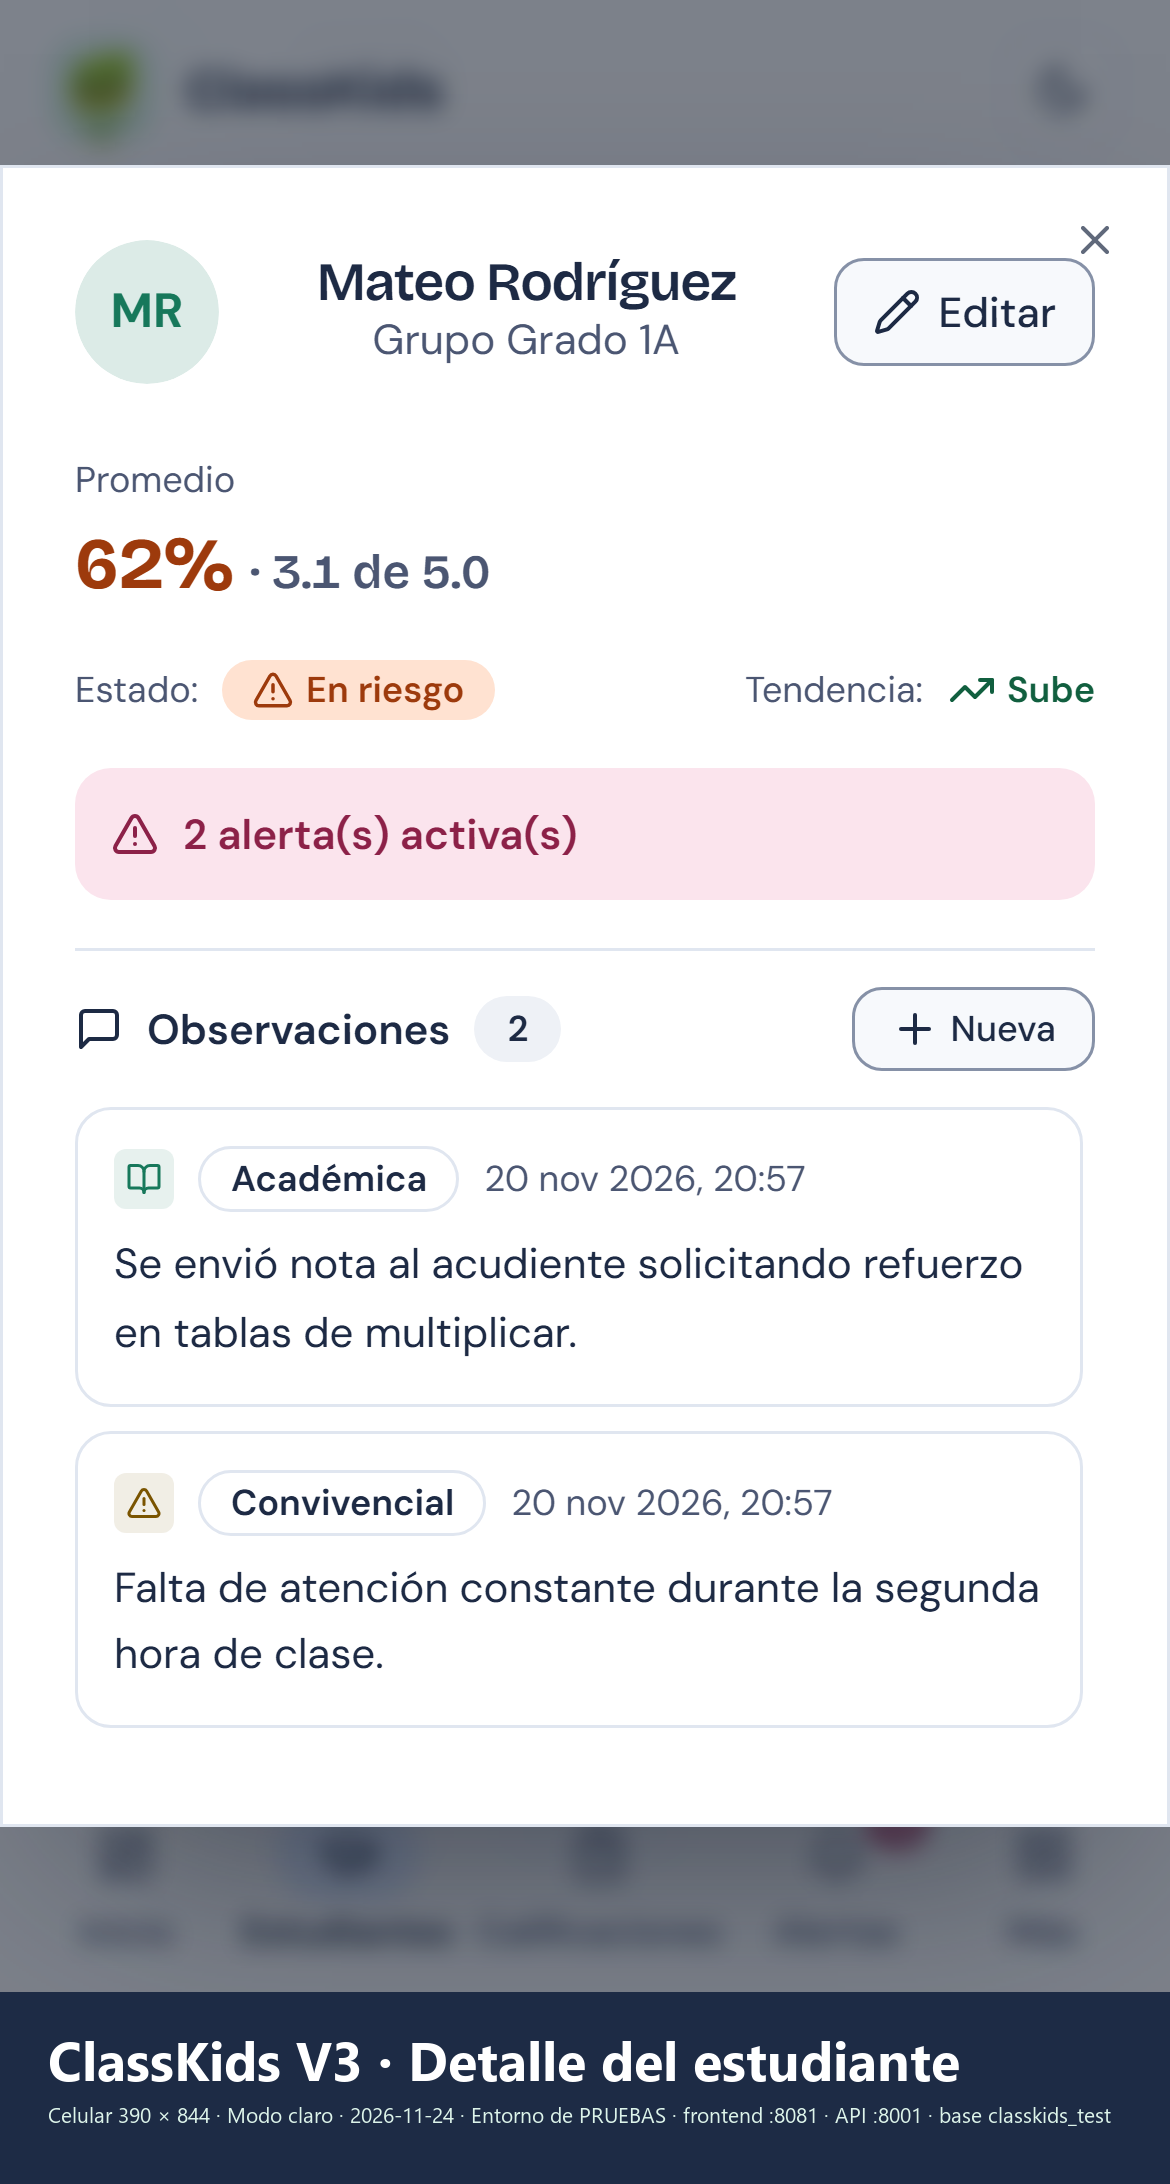 ClassKids
MR
Mateo Rodríguez
Grupo Grado 1A
Editar
Promedio
62% · 3.1 de 5.0
Estado: En riesgo
Tendencia: Sube
2 alerta(s) activa(s)
Observaciones 2
Nueva
Académica 20 nov 2026, 20:57
Se envió nota al acudiente solicitando refuerzo
en tablas de multiplicar.
Convivencial 20 nov 2026, 20:57
Falta de atención constante durante la segunda
hora de clase.
ClassKids V3 · Detalle del estudiante
Celular 390 × 844 · Modo claro · 2026-11-24 · Entorno de PRUEBAS · frontend :8081 · API :8001 · base classkids_test